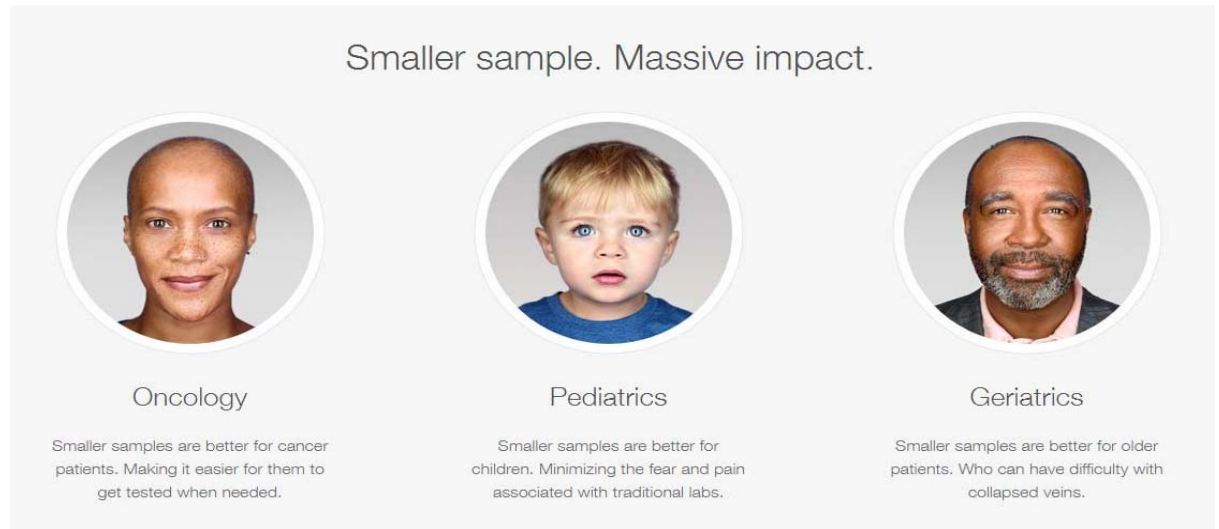 Smaller sample. Massive impact.
Oncology
Smaller samples are better for cancer
patients. Making it easier for them to
get tested when needed.
Pediatrics
Smaller samples are better for
children. Minimizing the fear and pain
associated with traditional labs.
Geriatrics
Smaller samples are better for older
patients. Who can have difficulty with
collapsed veins.